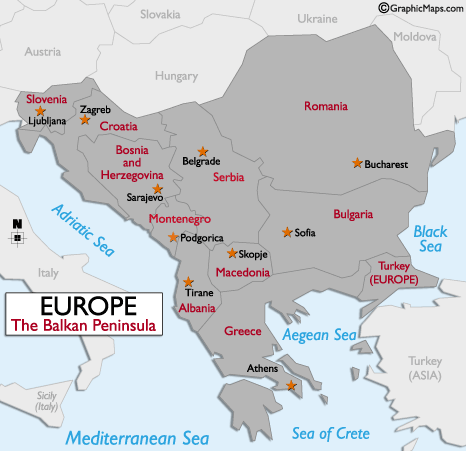 ©GraphicMaps.com
Slovakia
Ukraine
Austria
Moldova
Hungary
Slovenia
Ljubljana
Zagreb
Croatia
Romania
Bosnia
and
Herzegovina
Belgrade
Serbia
Bucharest
Sarajevo
Montenegro
Bulgaria
Adriatic Sea
N
Podgorica
Sofia
Black
Sea
Skopje
Macedonia
Turkey
(EUROPE)
Italy
Tirane
Albania
EUROPE
The Balkan Peninsula
Greece
Aegean Sea
Athens
Turkey
(ASIA)
Sicily
(Italy)
Mediterranean Sea
Sea of Crete